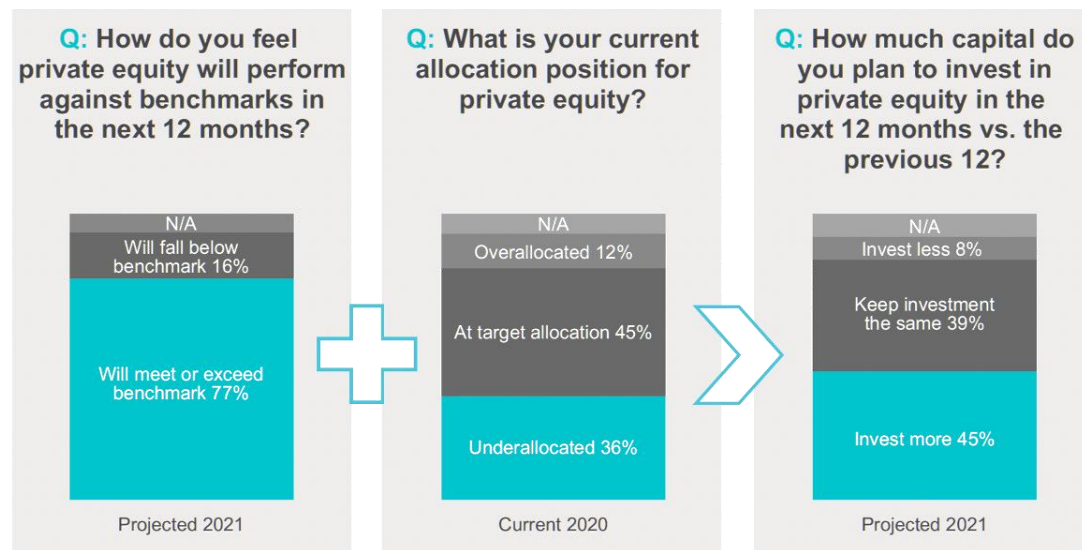 Q: How do you feel
private equity will perform
against benchmarks in
the next 12 months?
N/A
Will fall below
benchmark 16%
Will meet or exceed
benchmark 77%
Projected 2021
Q: What is your current
allocation position for
private equity?
N/A
Overallocated 12%
At target allocation 45%
Underallocated 36%
Current 2020
Q: How much capital do
you plan to invest in
private equity in the
next 12 months vs. the
previous 12?
N/A
Invest less 8%
Keep investment
the same 39%
Invest more 45%
Projected 2021